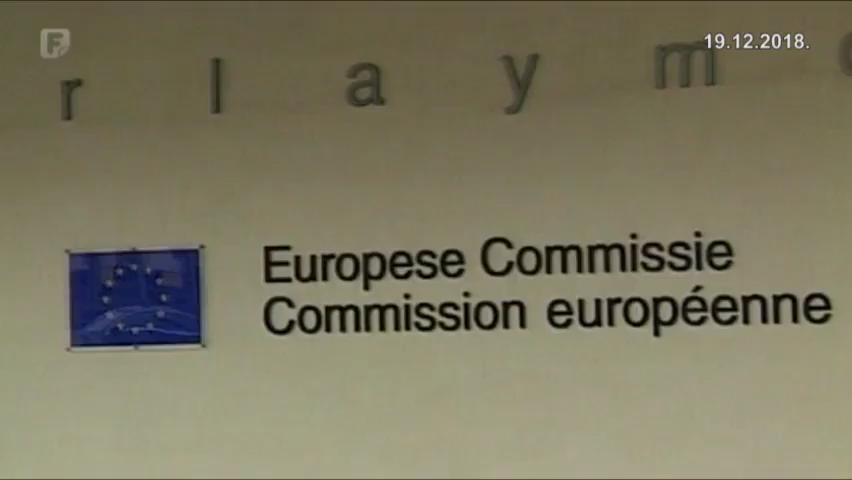 F
19.12.2018.
r l a y m
Europese Commissie
Commission européenne